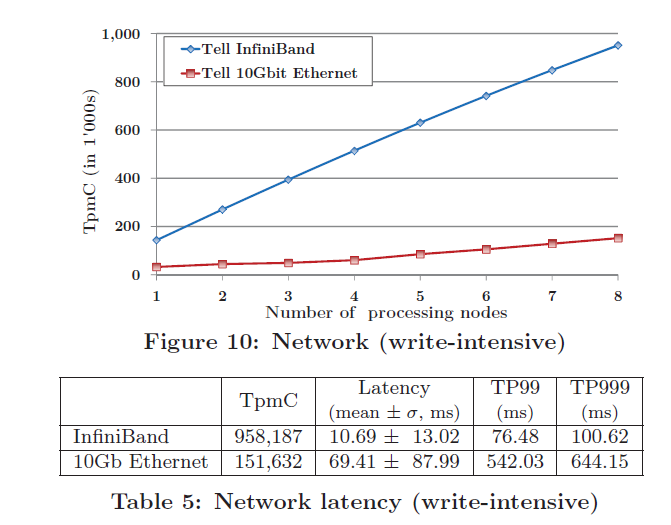 1,000
Tell InfiniBand
Tell 10Gbit Ethernet
800
600
400
200
0
TpmC (in 1'000s)
1 2 3 4 5 6 7 8
Number of processing nodes
Figure 10: Network (write-intensive)
TpmC Latency (mean ± σ, ms) TP99 (ms) TP999 (ms)
InfiniBand 958,187 10.69 ± 13.02 76.48 100.62
10Gb Ethernet 151,632 69.41 ± 87.99 542.03 644.15
Table 5: Network latency (write-intensive)